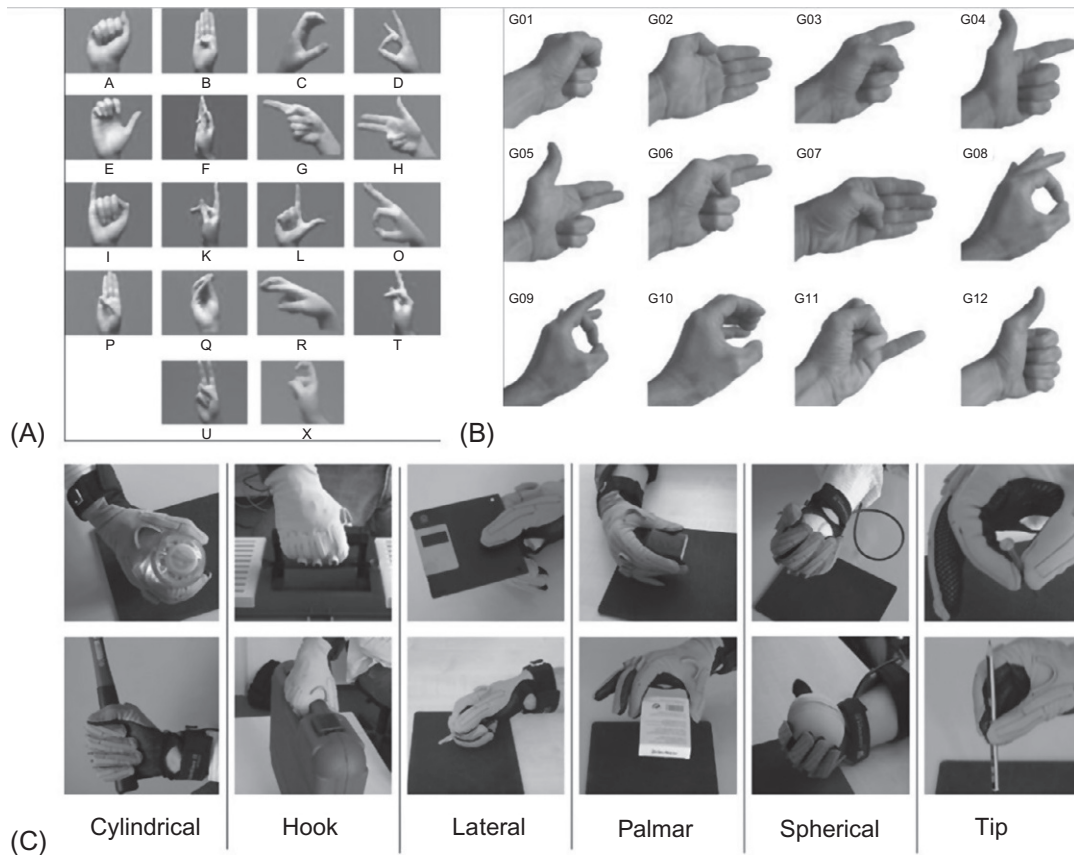 A B C D
E F G H
I K L O
P Q R T
U X
(A)
G01 G02 G03 G04
G05 G06 G07 G08
G09 G10 G11 G12
(B)
Cylindrical Hook Lateral Palmar Spherical Tip
(C)